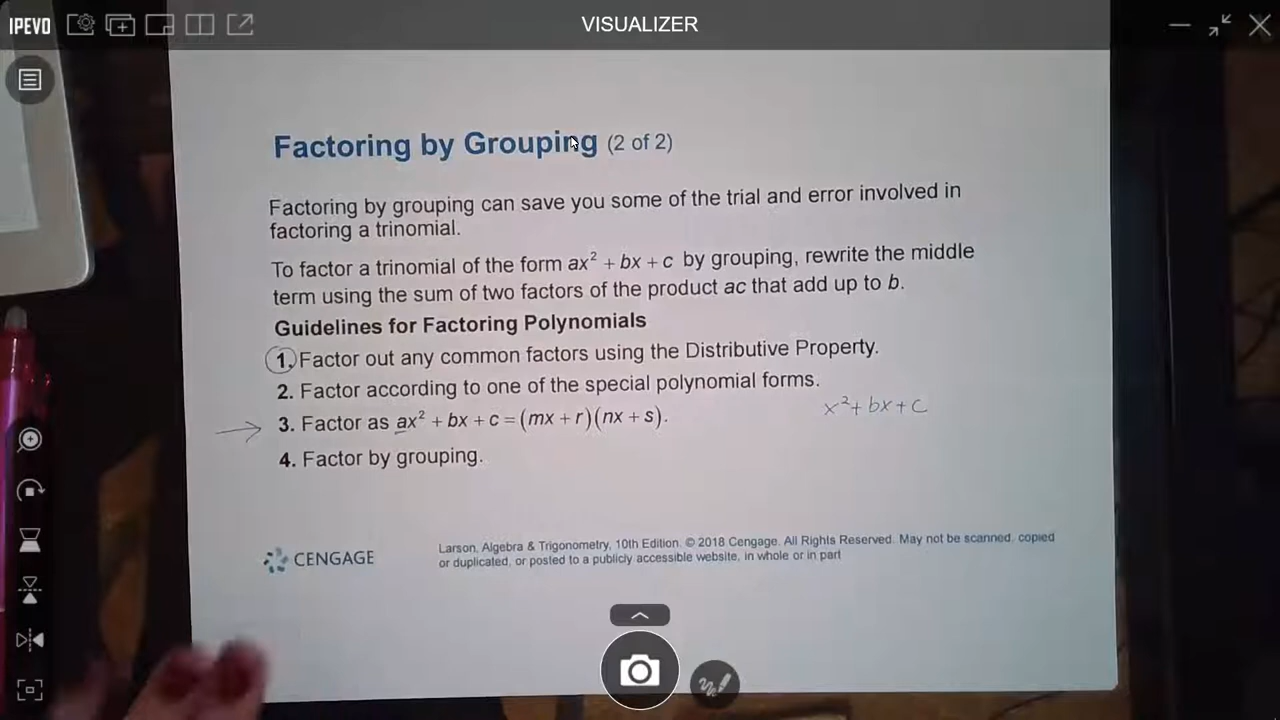 IPEVO
VISUALIZER
Factoring by Grouping (2 of 2)
Factoring by grouping can save you some of the trial and error involved in
factoring a trinomial.
To factor a trinomial of the form ax² + bx + c by grouping, rewrite the middle
term using the sum of two factors of the product ac that add up to b.
Guidelines for Factoring Polynomials
1. Factor out any common factors using the Distributive Property.
2. Factor according to one of the special polynomial forms.
x² + bx + c
3. Factor as ax² + bx + c = (mx + r)(nx + s).
4. Factor by grouping.
CENGAGE
Larson, Algebra & Trigonometry, 10th Edition. © 2018 Cengage. All Rights Reserved. May not be scanned, copied
or duplicated, or posted to a publicly accessible website, in whole or in part